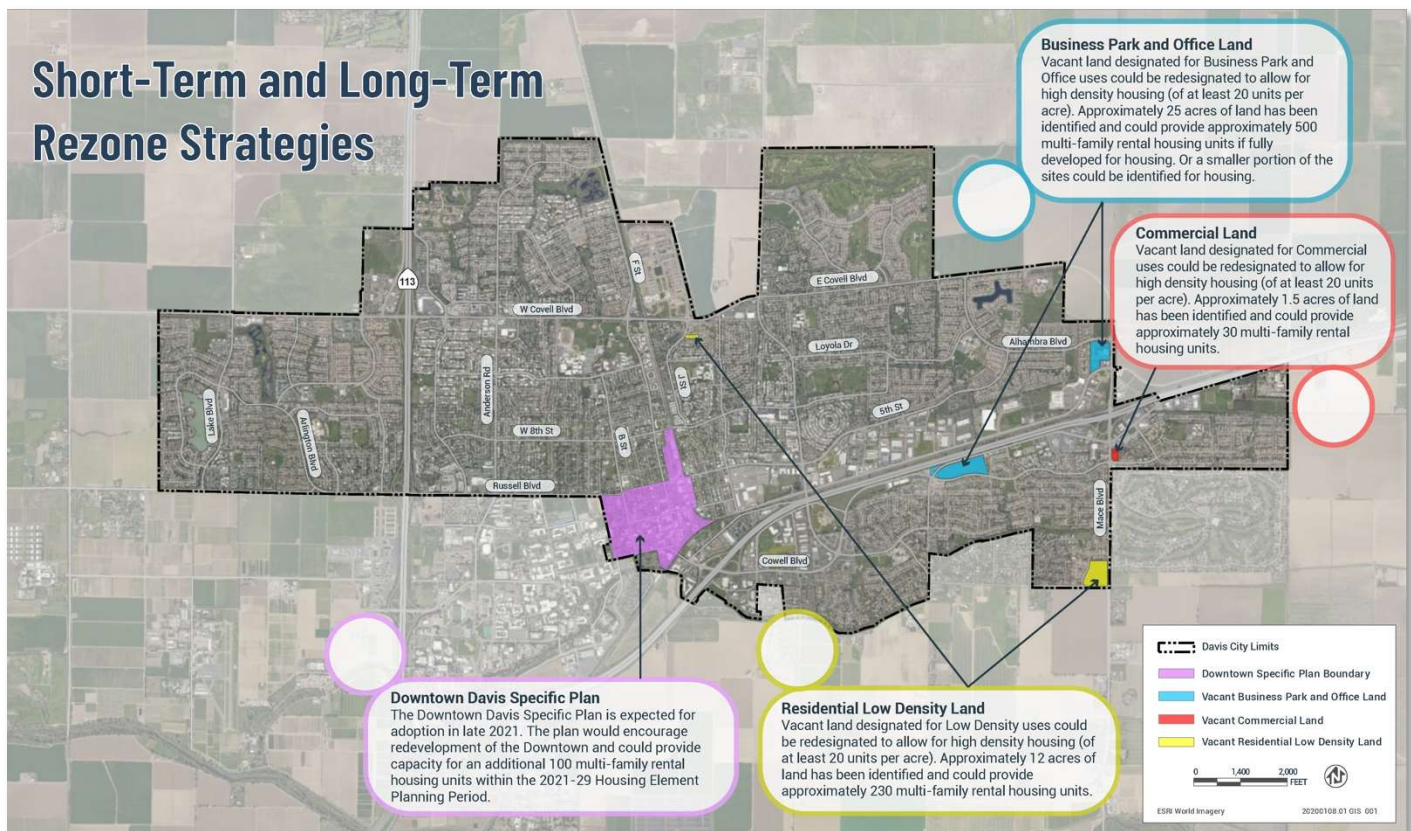 Short-Term and Long-Term
Rezone Strategies
Business Park and Office Land
Vacant land designated for Business Park and
Office uses could be redesignated to allow for
high density housing (of at least 20 units per
acre). Approximately 25 acres of land has been
identified and could provide approximately 500
multi-family rental housing units if fully
developed for housing. Or a smaller portion of the
sites could be identified for housing.
Commercial Land
Vacant land designated for Commercial
uses could be redesignated to allow for
high density housing (of at least 20 units
per acre). Approximately 1.5 acres of land
has been identified and could provide
approximately 30 multi-family rental
housing units.
113
F St
E Covell Blvd
W Covell Blvd
Loyola Dr
Alhambra Blvd
Anderson Rd
J St
Lake Blvd
Arlington Blvd
W 8th St
B St
5th St
Russell Blvd
Mace Blvd
Cowell Blvd
Downtown Davis Specific Plan
The Downtown Davis Specific Plan is expected for
adoption in late 2021. The plan would encourage
redevelopment of the Downtown and could provide
capacity for an additional 100 multi-family rental
housing units within the 2021-29 Housing Element
Planning Period.
Residential Low Density Land
Vacant land designated for Low Density uses could
be redesignated to allow for high density housing (of
at least 20 units per acre). Approximately 12 acres of
land has been identified and could provide
approximately 230 multi-family rental housing units.
Davis City Limits
Downtown Specific Plan Boundary
Vacant Business Park and Office Land
Vacant Commercial Land
Vacant Residential Low Density Land
0 1,400 2,000
FEET
N
ESRI World Imagery 20200108.01 GIS 001